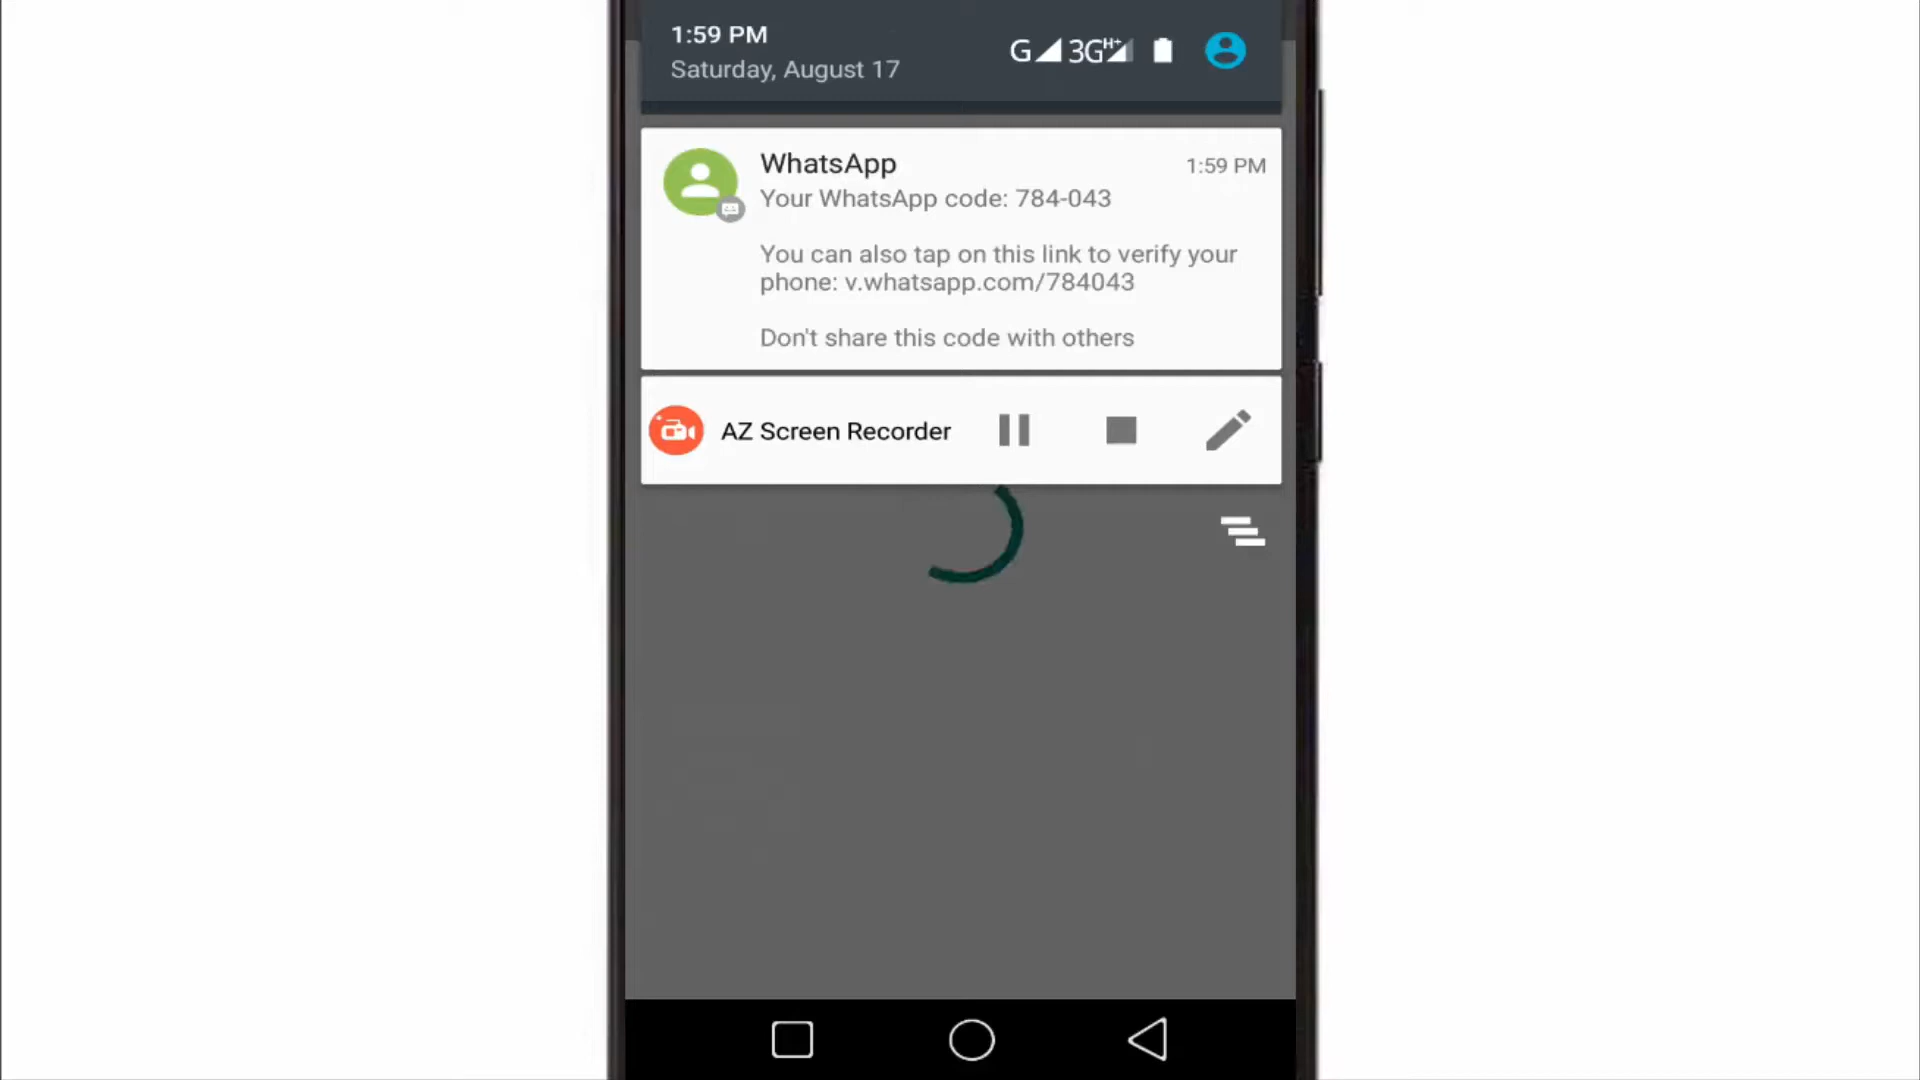 1:59 PM
Saturday, August 17
G 3G H+
WhatsApp 1:59 PM
Your WhatsApp code: 784-043
You can also tap on this link to verify your
phone: v.whatsapp.com/784043
Don't share this code with others
AZ Screen Recorder